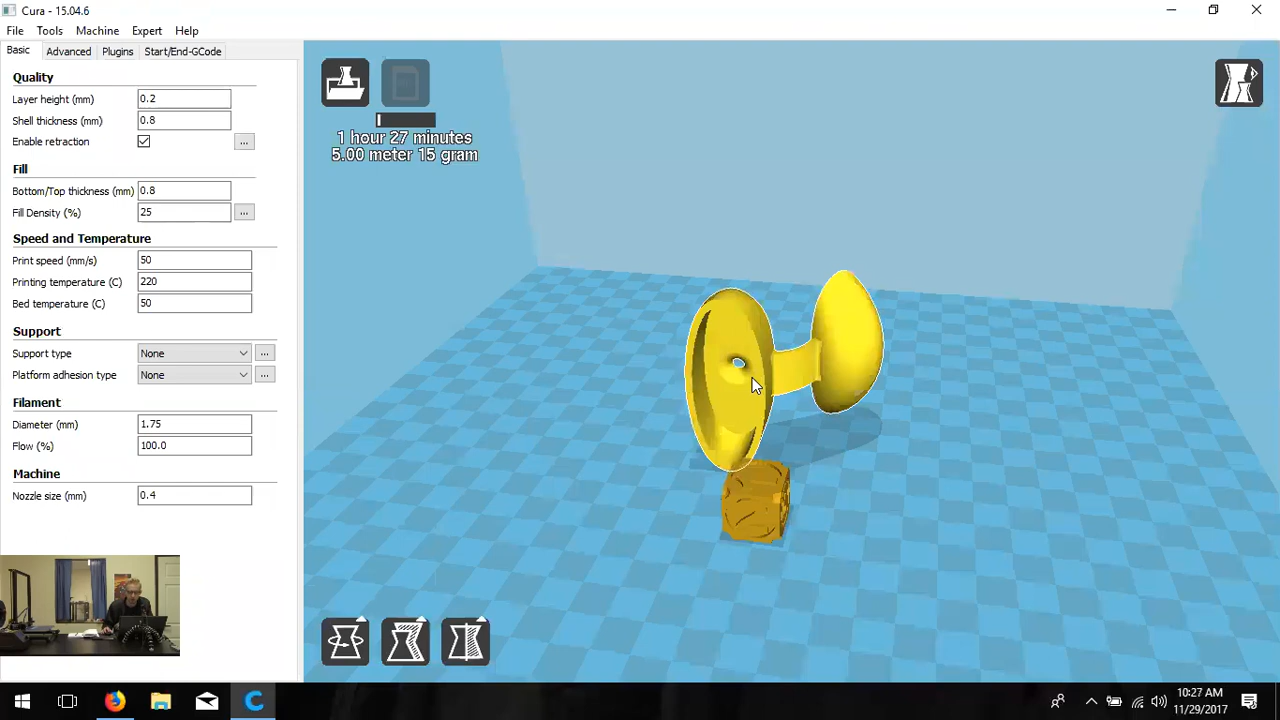 Cura - 15.04.6
File Tools Machine Expert Help
Basic Advanced Plugins Start/End-GCode
Quality
Layer height (mm) 0.2
Shell thickness (mm) 0.8
Enable retraction ...
Fill
Bottom/Top thickness (mm) 0.8
Fill Density (%) 25 ...
Speed and Temperature
Print speed (mm/s) 50
Printing temperature (C) 220
Bed temperature (C) 50
Support
Support type None ...
Platform adhesion type None ...
Filament
Diameter (mm) 1.75
Flow (%) 100.0
Machine
Nozzle size (mm) 0.4
1 hour 27 minutes
5.00 meter 15 gram
10:27 AM
11/29/2017